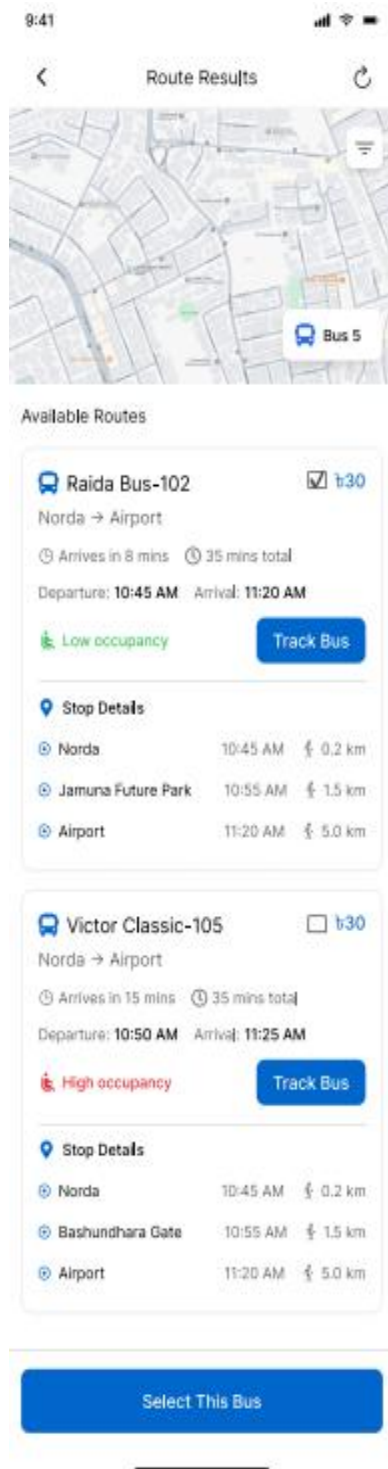 9:41
Route Results
Bus 5
Available Routes
Raida Bus-102 ৳30
Norda → Airport
Arrives in 8 mins 35 mins total
Departure: 10:45 AM Arrival: 11:20 AM
Low occupancy Track Bus
Stop Details
Norda 10:45 AM 0.2 km
Jamuna Future Park 10:55 AM 1.5 km
Airport 11:20 AM 5.0 km
Victor Classic-105 ৳30
Norda → Airport
Arrives in 15 mins 35 mins total
Departure: 10:50 AM Arrival: 11:25 AM
High occupancy Track Bus
Stop Details
Norda 10:45 AM 0.2 km
Bashundhara Gate 10:55 AM 1.5 km
Airport 11:20 AM 5.0 km
Select This Bus